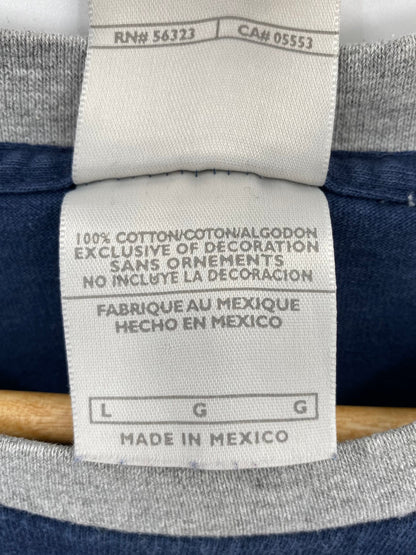 RN# 56323 CA# 05553
100% COTTON/COTON/ALGODON
EXCLUSIVE OF DECORATION
SANS ORNEMENTS
NO INCLUYE LA DECORACION
FABRIQUE AU MEXIQUE
HECHO EN MEXICO
L G G
MADE IN MEXICO